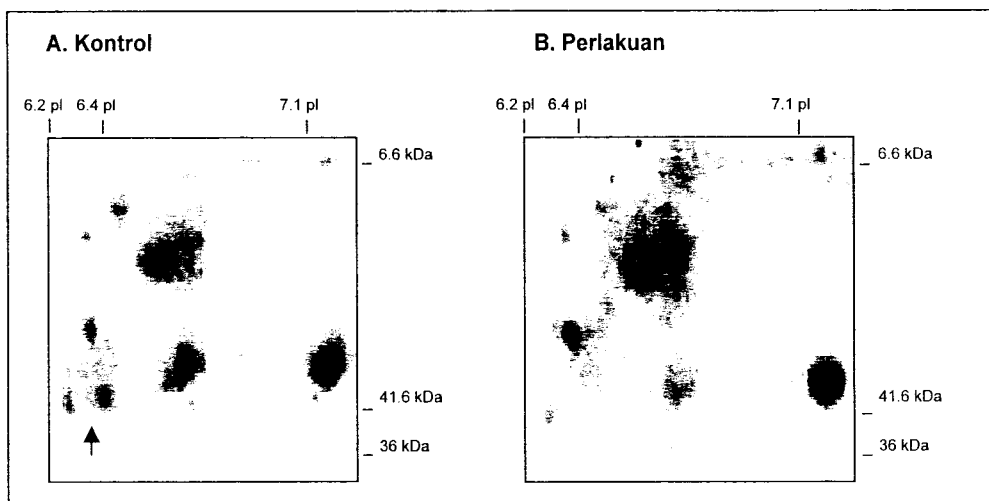 A. Kontrol
B. Perlakuan
6.2 pI
6.4 pI
7.1 pI
6.2 pI
6.4 pI
7.1 pI
6.6 kDa
41.6 kDa
36 kDa
6.6 kDa
41.6 kDa
36 kDa